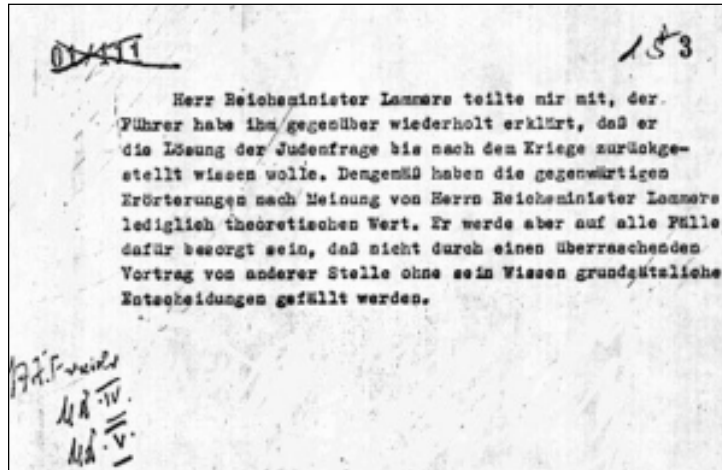 01/111
153
Herr Reichsminister Lammers teilte mir mit, der
Führer habe ihm gegenüber wiederholt erklärt, daß er
die Lösung der Judenfrage bis nach dem Kriege zurückge-
stellt wissen wolle. Demgemäß haben die gegenwärtigen
Erörterungen nach Meinung von Herrn Reichsminister Lammers
lediglich theoretischen Wert. Er werde aber auf alle Fälle
dafür besorgt sein, daß nicht durch einen überraschenden
Vortrag von anderer Stelle ohne sein Wissen grundsätzliche
Entscheidungen gefällt werden.
IV
V.